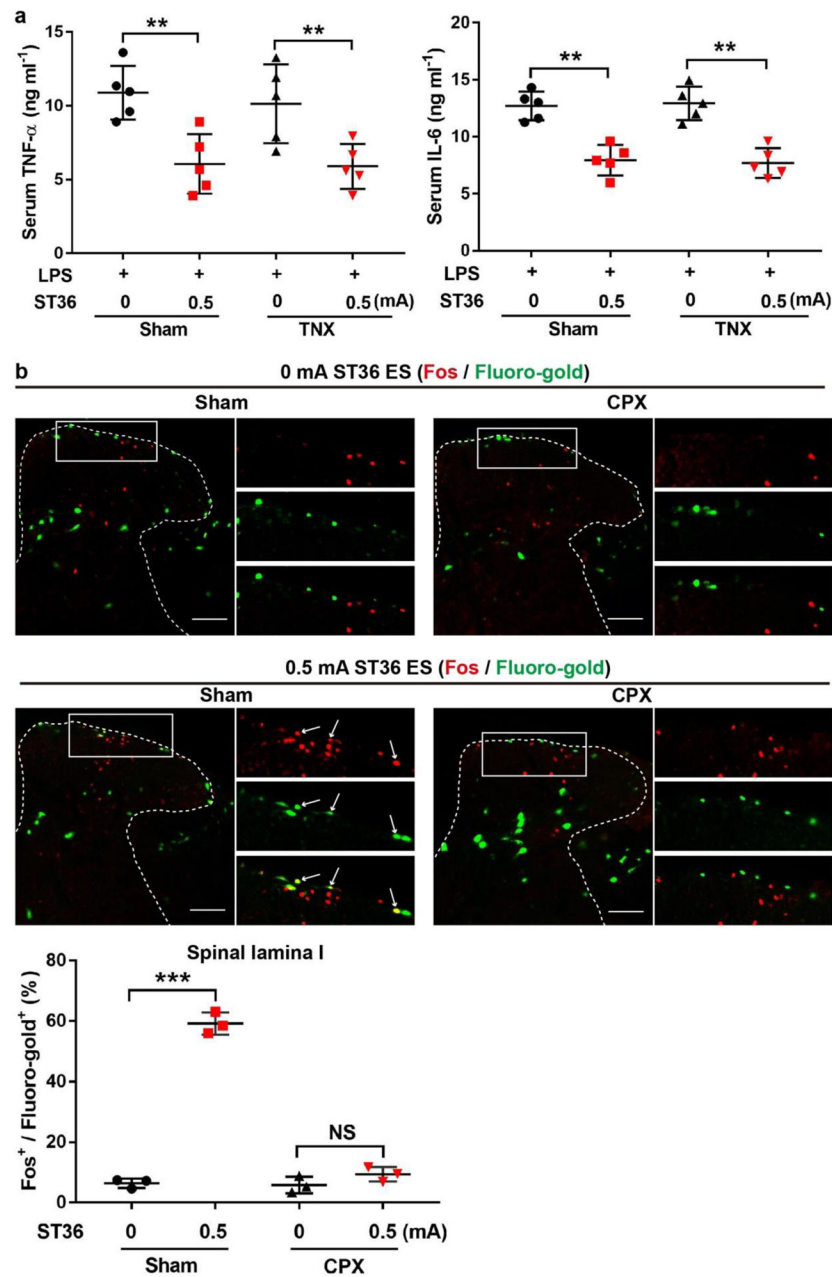 a
Serum TNF-α (ng ml⁻¹)
15
10
5
0
**
**
LPS + + + +
ST36 0 0.5 0 0.5 (mA)
Sham TNX
Serum IL-6 (ng ml⁻¹)
20
15
10
5
0
**
**
LPS + + + +
ST36 0 0.5 0 0.5 (mA)
Sham TNX
b
0 mA ST36 ES (Fos / Fluoro-gold)
Sham CPX
0.5 mA ST36 ES (Fos / Fluoro-gold)
Sham CPX
Spinal lamina I
Fos⁺ / Fluoro-gold⁺ (%)
80
60
40
20
0
***
NS
ST36 0 0.5 0 0.5 (mA)
Sham CPX